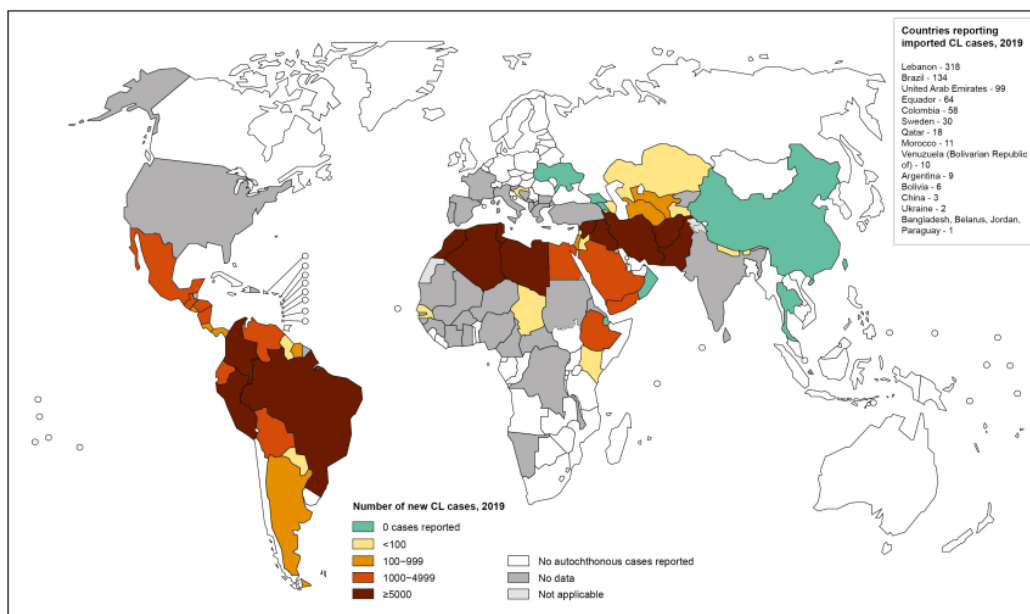 Countries reporting
imported CL cases, 2019
Lebanon - 318
Brazil - 134
United Arab Emirates - 99
Equador - 64
Colombia - 58
Sweden - 30
Qatar - 18
Morocco - 11
Venuzuela (Bolivarian Republic
of) - 10
Argentina - 9
Bolivia - 6
China - 3
Ukraine - 2
Bangladesh, Belarus, Jordan,
Paraguay - 1
Number of new CL cases, 2019
0 cases reported
<100
100–999
1000–4999
≥5000
No autochthonous cases reported
No data
Not applicable